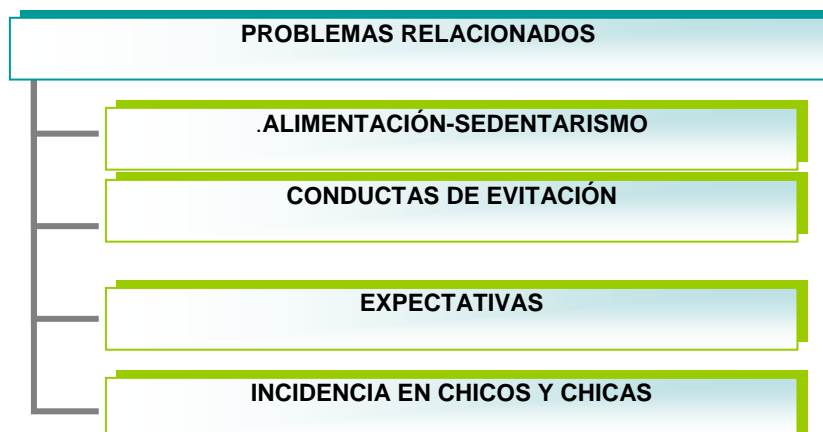 PROBLEMAS RELACIONADOS
.ALIMENTACIÓN-SEDENTARISMO
CONDUCTAS DE EVITACIÓN
EXPECTATIVAS
INCIDENCIA EN CHICOS Y CHICAS